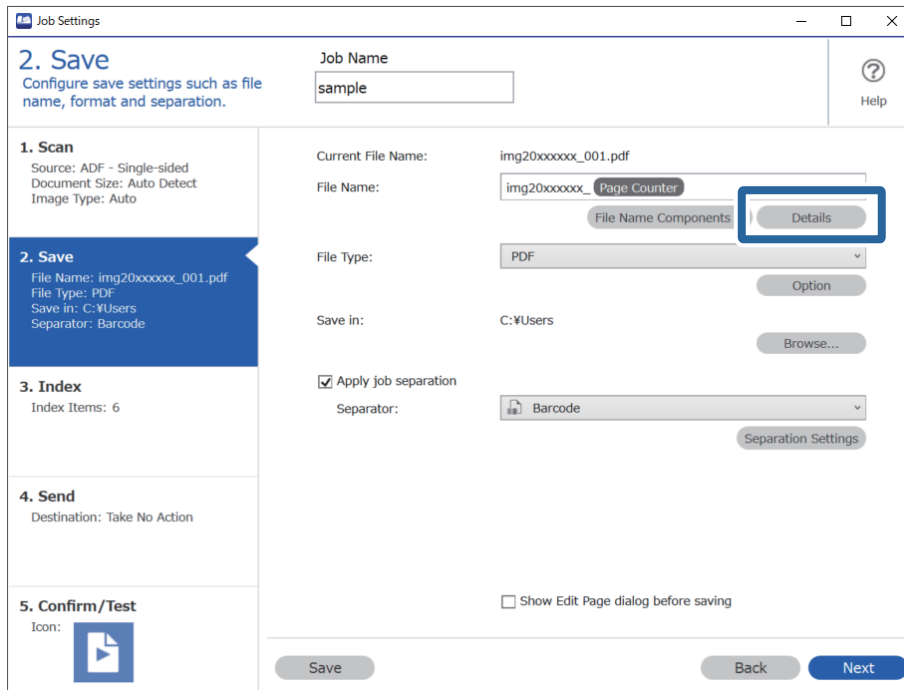 Job Settings
2. Save
Configure save settings such as file
name, format and separation.
Job Name
sample
Help
1. Scan
Source: ADF - Single-sided
Document Size: Auto Detect
Image Type: Auto
2. Save
File Name: img20xxxxxx_001.pdf
File Type: PDF
Save in: C:¥Users
Separator: Barcode
3. Index
Index Items: 6
4. Send
Destination: Take No Action
5. Confirm/Test
Icon:
Current File Name: img20xxxxxx_001.pdf
File Name: img20xxxxxx_ Page Counter
File Name Components Details
File Type: PDF
Option
Save in: C:¥Users
Browse...
Apply job separation
Separator: Barcode
Separation Settings
Show Edit Page dialog before saving
Save Back Next